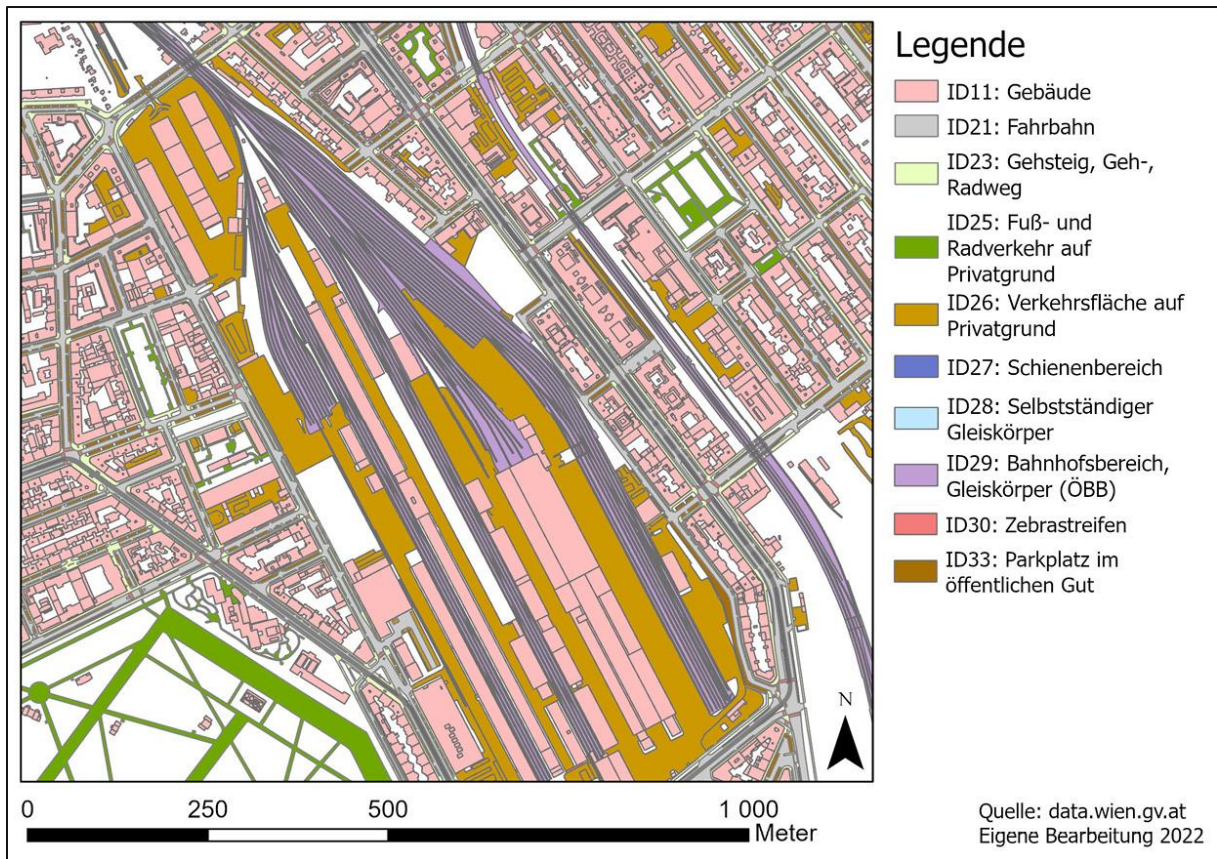 Legende
ID11: Gebäude
ID21: Fahrbahn
ID23: Gehsteig, Geh-,
Radweg
ID25: Fuß- und
Radverkehr auf
Privatgrund
ID26: Verkehrsfläche auf
Privatgrund
ID27: Schienenbereich
ID28: Selbstständiger
Gleiskörper
ID29: Bahnhofsbereich,
Gleiskörper (ÖBB)
ID30: Zebrastreifen
ID33: Parkplatz im
öffentlichen Gut
N
0 250 500 1 000
Meter
Quelle: data.wien.gv.at
Eigene Bearbeitung 2022